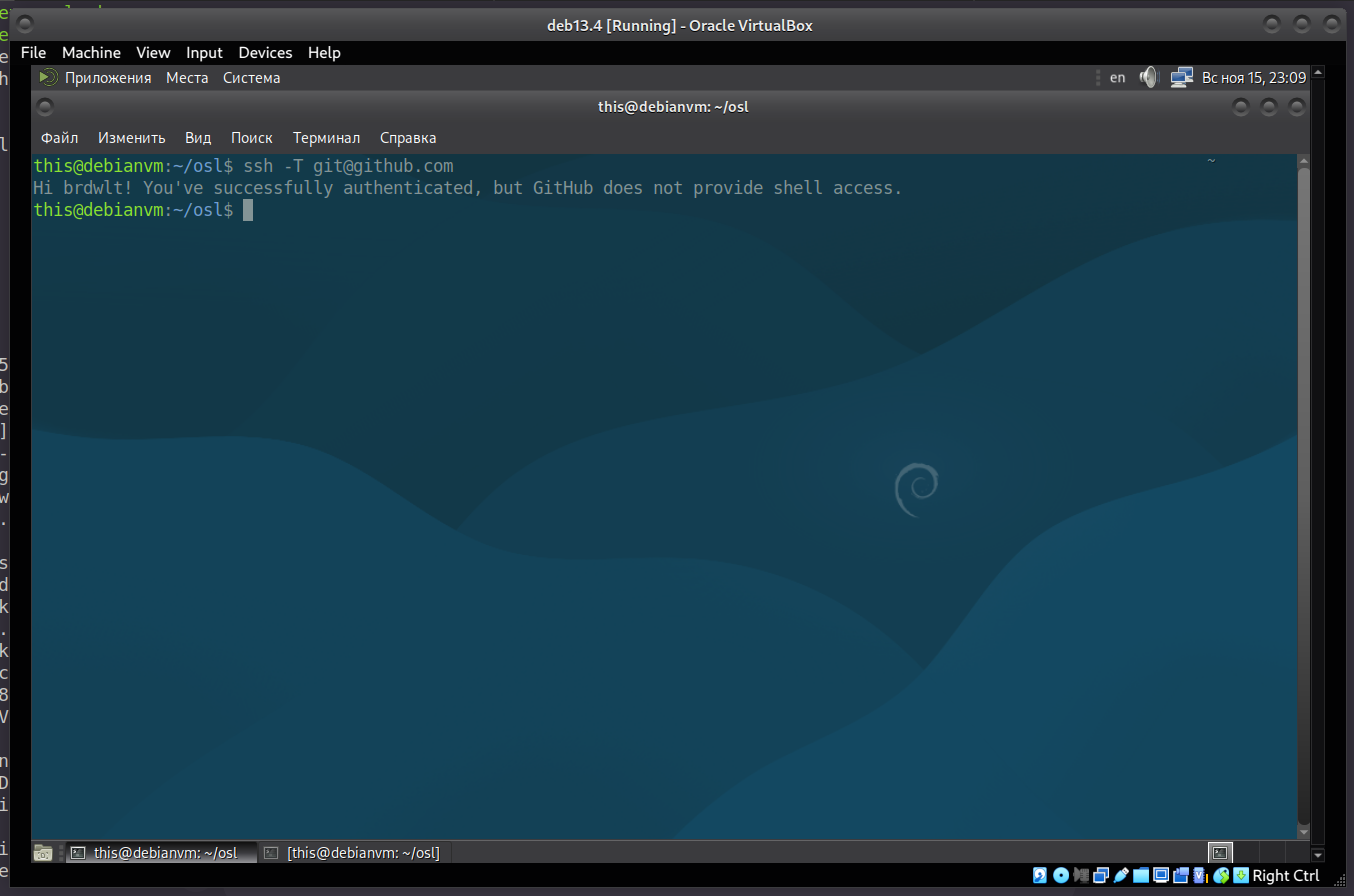 deb13.4 [Running] - Oracle VirtualBox
File Machine View Input Devices Help
Приложения Места Система en Вс ноя 15, 23:09
this@debianvm: ~/osl
Файл Изменить Вид Поиск Терминал Справка
this@debianvm:~/osl$ ssh -T git@github.com ~
Hi brdwlt! You've successfully authenticated, but GitHub does not provide shell access.
this@debianvm:~/osl$
this@debianvm: ~/osl [this@debianvm: ~/osl]
Right Ctrl